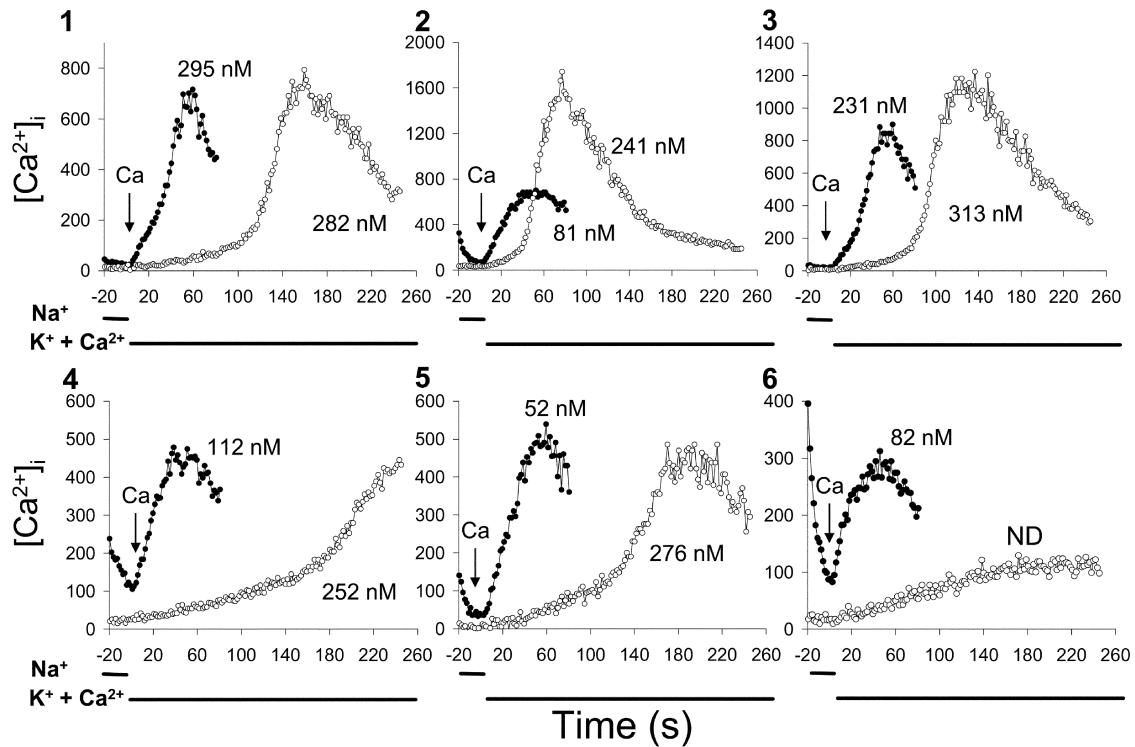 1 2 3
[Ca²⁺]ᵢ
800 600 400 200 0
295 nM
Ca
282 nM
-20 20 60 100 140 180 220 260
2000 1600 1200 800 400 0
Ca
241 nM
81 nM
-20 20 60 100 140 180 220 260
1400 1200 1000 800 600 400 200 0
231 nM
Ca
313 nM
-20 20 60 100 140 180 220 260
Na⁺
K⁺ + Ca²⁺
4 5 6
[Ca²⁺]ᵢ
600 500 400 300 200 100 0
112 nM
Ca
252 nM
-20 20 60 100 140 180 220 260
600 500 400 300 200 100 0
52 nM
Ca
276 nM
-20 20 60 100 140 180 220 260
400 300 200 100 0
82 nM
Ca
ND
-20 20 60 100 140 180 220 260
Na⁺
K⁺ + Ca²⁺
Time (s)